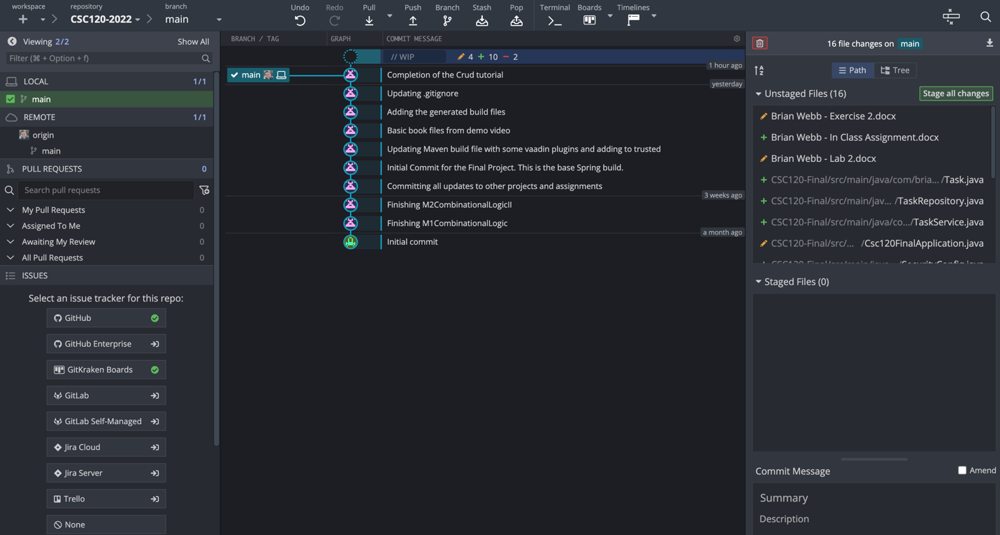 workspace
repository
branch
CSC120-2022
main
Undo
Redo
Pull
Push
Branch
Stash
Pop
Terminal
Boards
Timelines
Viewing 2/2
Show All
Filter (⌘ + Option + f)
LOCAL 1/1
main
REMOTE 1/1
origin
main
PULL REQUESTS 0
Search pull requests
My Pull Requests 0
Assigned To Me 0
Awaiting My Review 0
All Pull Requests 0
ISSUES
Select an issue tracker for this repo:
GitHub
GitHub Enterprise
GitKraken Boards
GitLab
GitLab Self-Managed
Jira Cloud
Jira Server
Trello
None
BRANCH / TAG
GRAPH
COMMIT MESSAGE
// WIP
4 + 10 − 2
1 hour ago
main
Completion of the Crud tutorial
yesterday
Updating .gitignore
Adding the generated build files
Basic book files from demo video
Updating Maven build file with some vaadin plugins and adding to trusted
Initial Commit for the Final Project. This is the base Spring build.
Committing all updates to other projects and assignments
3 weeks ago
Finishing M2CombinationalLogicII
Finishing M1CombinationalLogic
a month ago
Initial commit
16 file changes on main
Path
Tree
Unstaged Files (16)
Stage all changes
Brian Webb - Exercise 2.docx
Brian Webb - In Class Assignment.docx
Brian Webb - Lab 2.docx
CSC120-Final/src/main/java/com/bria... /Task.java
CSC120-Final/src/main/jav... /TaskRepository.java
CSC120-Final/src/main/java/co.../TaskService.java
CSC120-Final/src/... /Csc120FinalApplication.java
CSC120-Final/src/main/java... /SecurityConfig.java
Staged Files (0)
Commit Message
Amend
Summary
Description